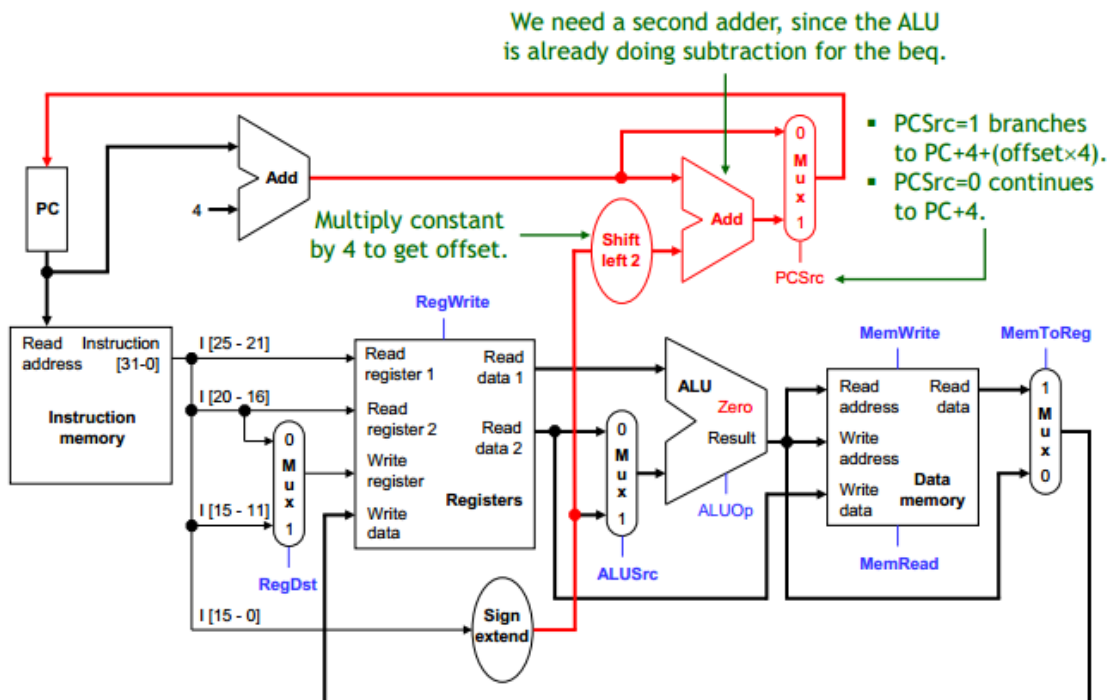 We need a second adder, since the ALU
is already doing subtraction for the beq.
0
M
u
x
1
PCSrc
▪ PCSrc=1 branches
to PC+4+(offset×4).
▪ PCSrc=0 continues
to PC+4.
PC
4
Add
Multiply constant
by 4 to get offset.
Shift
left 2
Add
Read
address
Instruction
[31-0]
Instruction
memory
I [25 - 21]
I [20 - 16]
I [15 - 11]
I [15 - 0]
0
M
u
x
1
RegDst
RegWrite
Read
register 1
Read
register 2
Write
register
Write
data
Read
data 1
Read
data 2
Registers
Sign
extend
0
M
u
x
1
ALUSrc
ALU
Zero
Result
ALUOp
MemWrite
Read
address
Write
address
Write
data
Read
data
Data
memory
MemRead
MemToReg
1
M
u
x
0